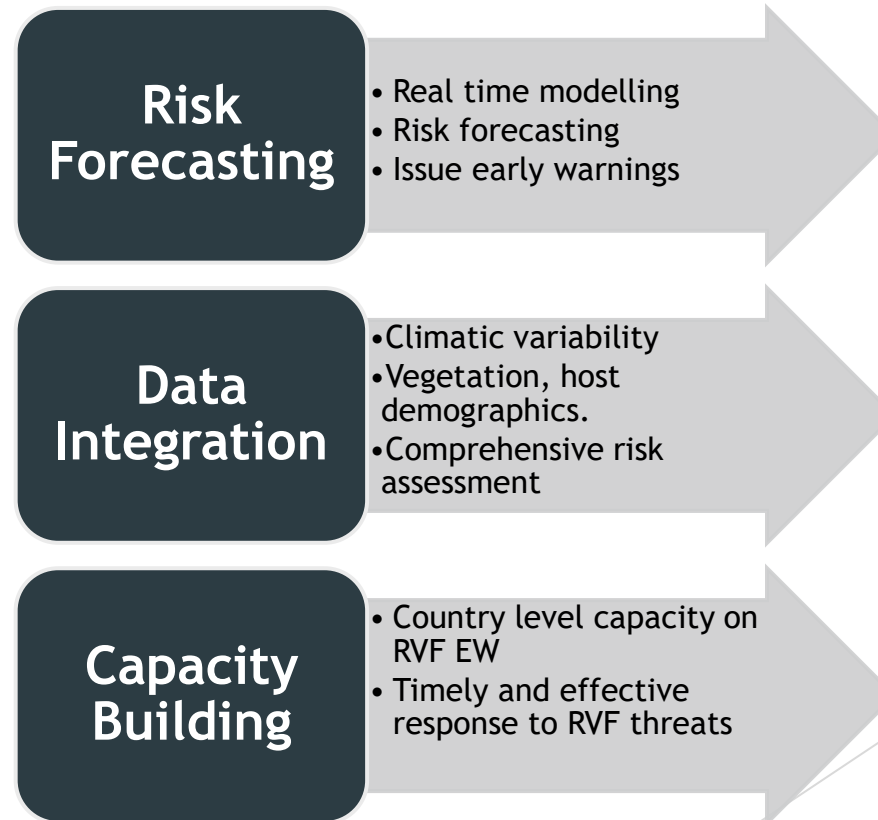 Risk
Forecasting
• Real time modelling
• Risk forecasting
• Issue early warnings
Data
Integration
•Climatic variability
•Vegetation, host
demographics.
•Comprehensive risk
assessment
Capacity
Building
• Country level capacity on
RVF EW
• Timely and effective
response to RVF threats